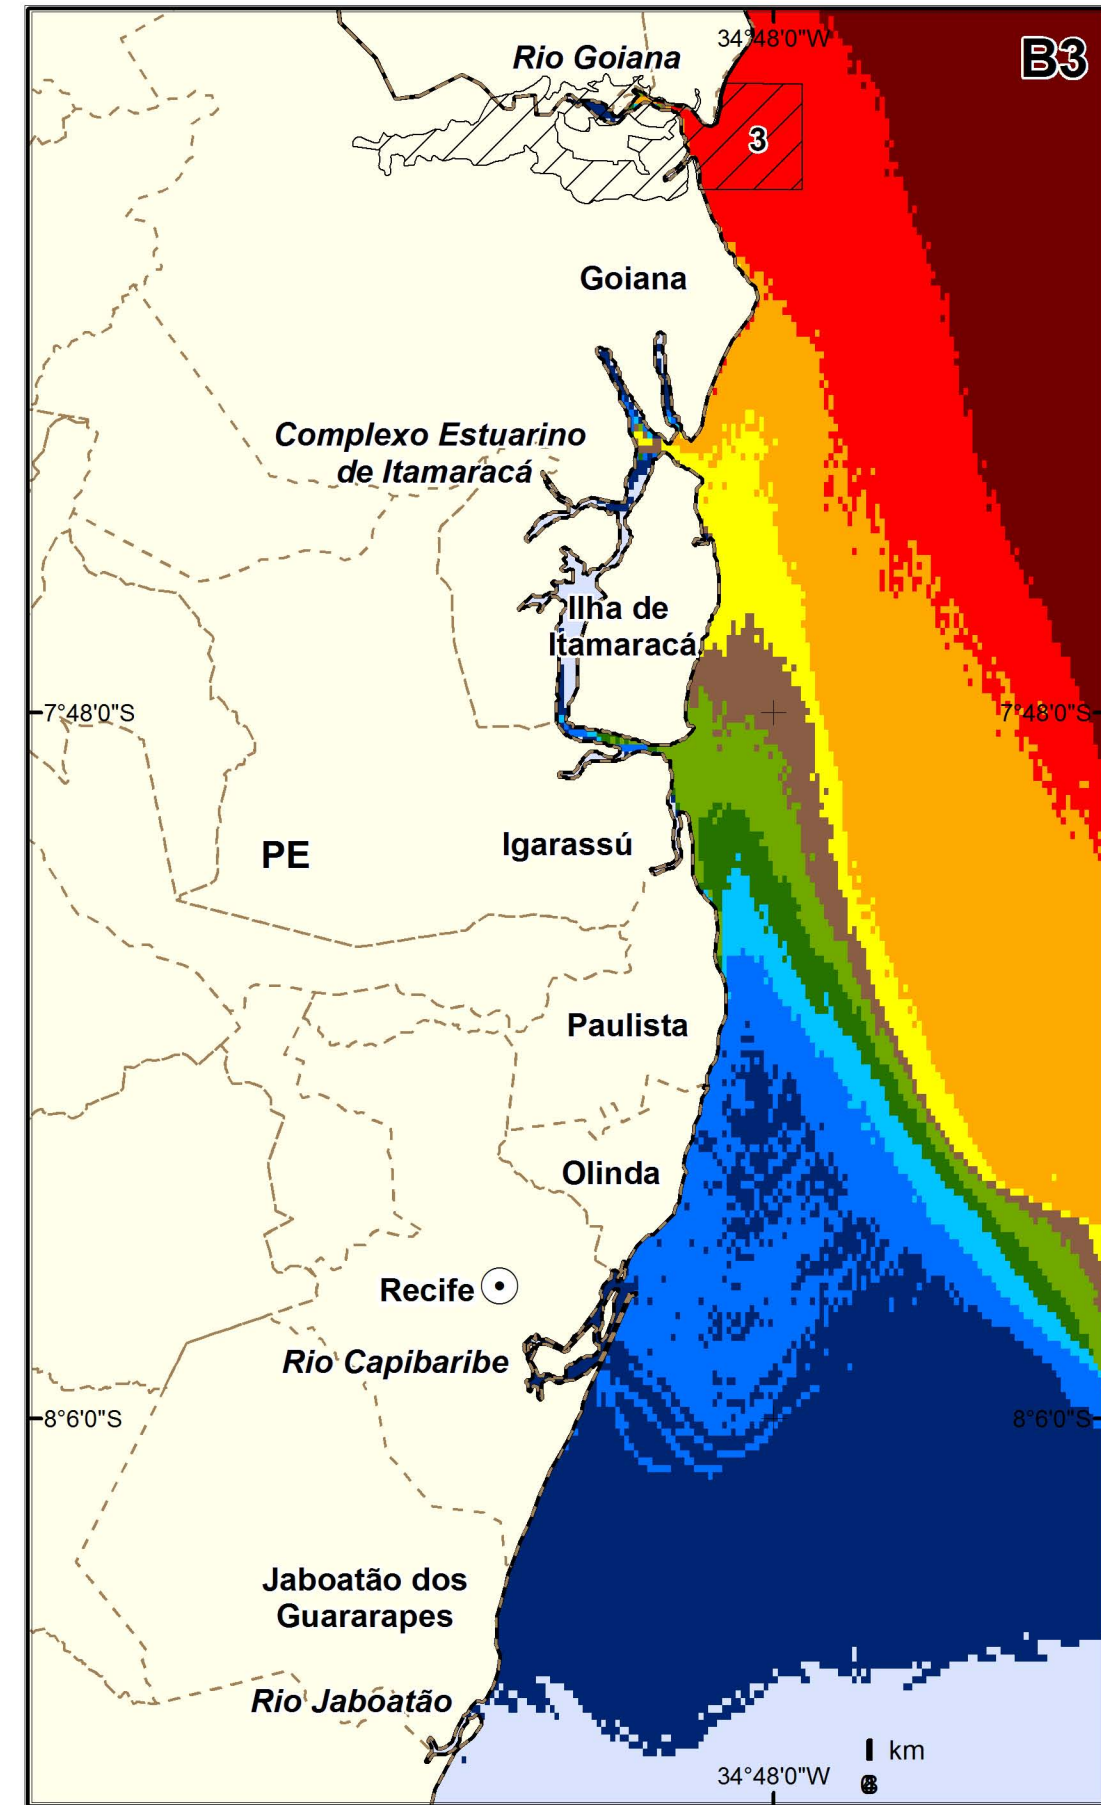 34°48'0"W
B3
Rio Goiana
3
Goiana
Complexo Estuarino
de Itamaracá
Ilha de
Itamaracá
7°48'0"S
7°48'0"S
Igarassú
PE
Paulista
Olinda
Recife
Rio Capibaribe
8°6'0"S
8°6'0"S
Jaboatão dos
Guararapes
Rio Jaboatão
km
34°48'0"W